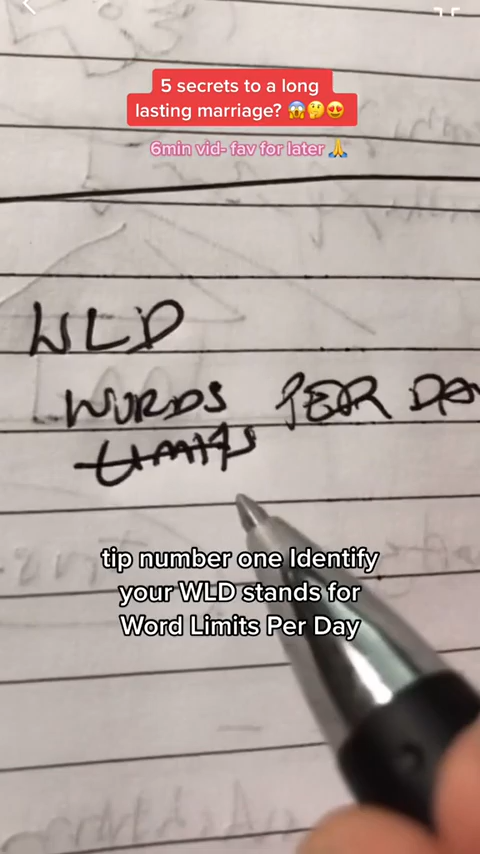 5 secrets to a long
lasting marriage? 😱🤔😍
6min vid- fav for later 🙏
WLD
WORDS PER DAY
LIMITS
tip number one Identify
your WLD stands for
Word Limits Per Day